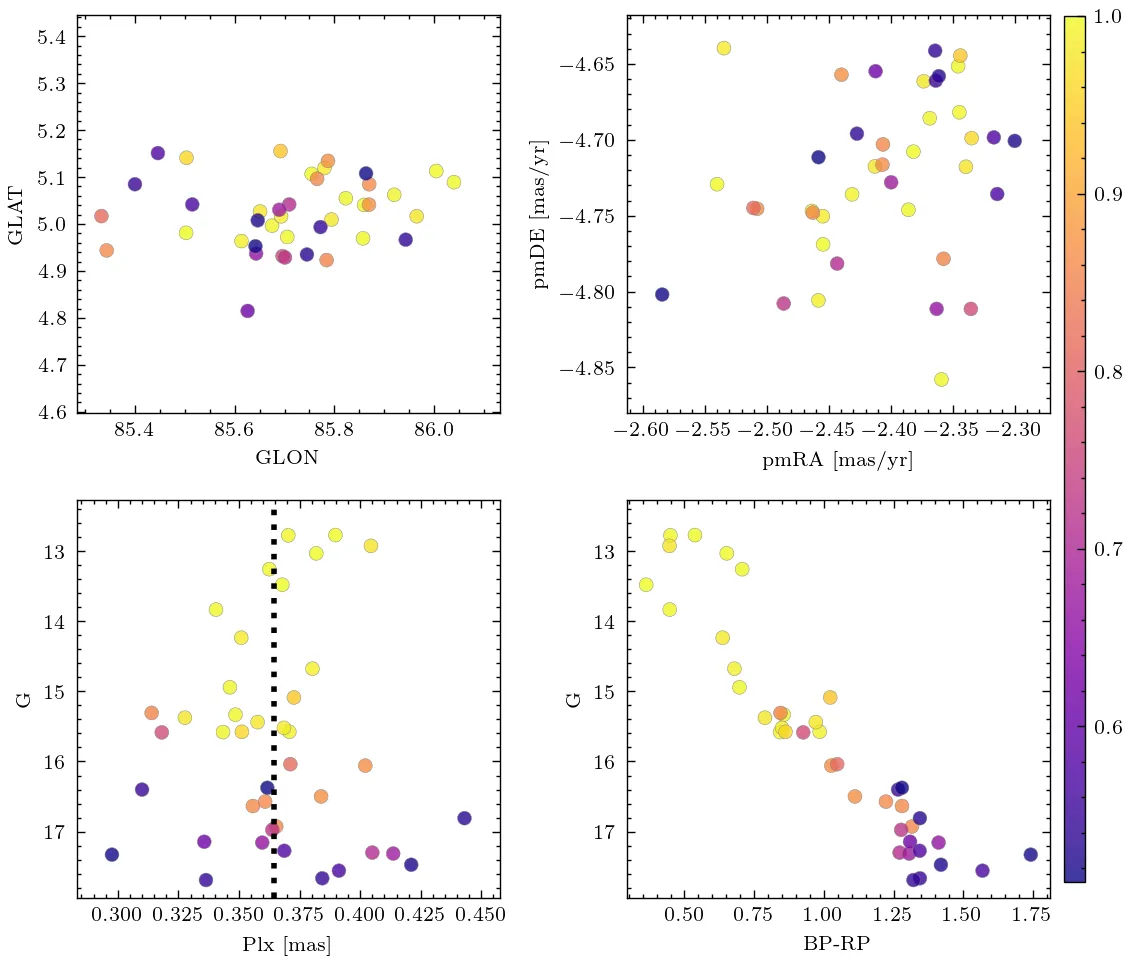 5.4
5.3
5.2
5.1
5.0
4.9
4.8
4.7
4.6
GLAT
85.4 85.6 85.8 86.0
GLON
−4.65
−4.70
−4.75
−4.80
−4.85
pmDE [mas/yr]
−2.60 −2.55 −2.50 −2.45 −2.40 −2.35 −2.30
pmRA [mas/yr]
1.0
0.9
0.8
0.7
0.6
13
14
15
16
17
G
0.300 0.325 0.350 0.375 0.400 0.425 0.450
Plx [mas]
13
14
15
16
17
G
0.50 0.75 1.00 1.25 1.50 1.75
BP-RP